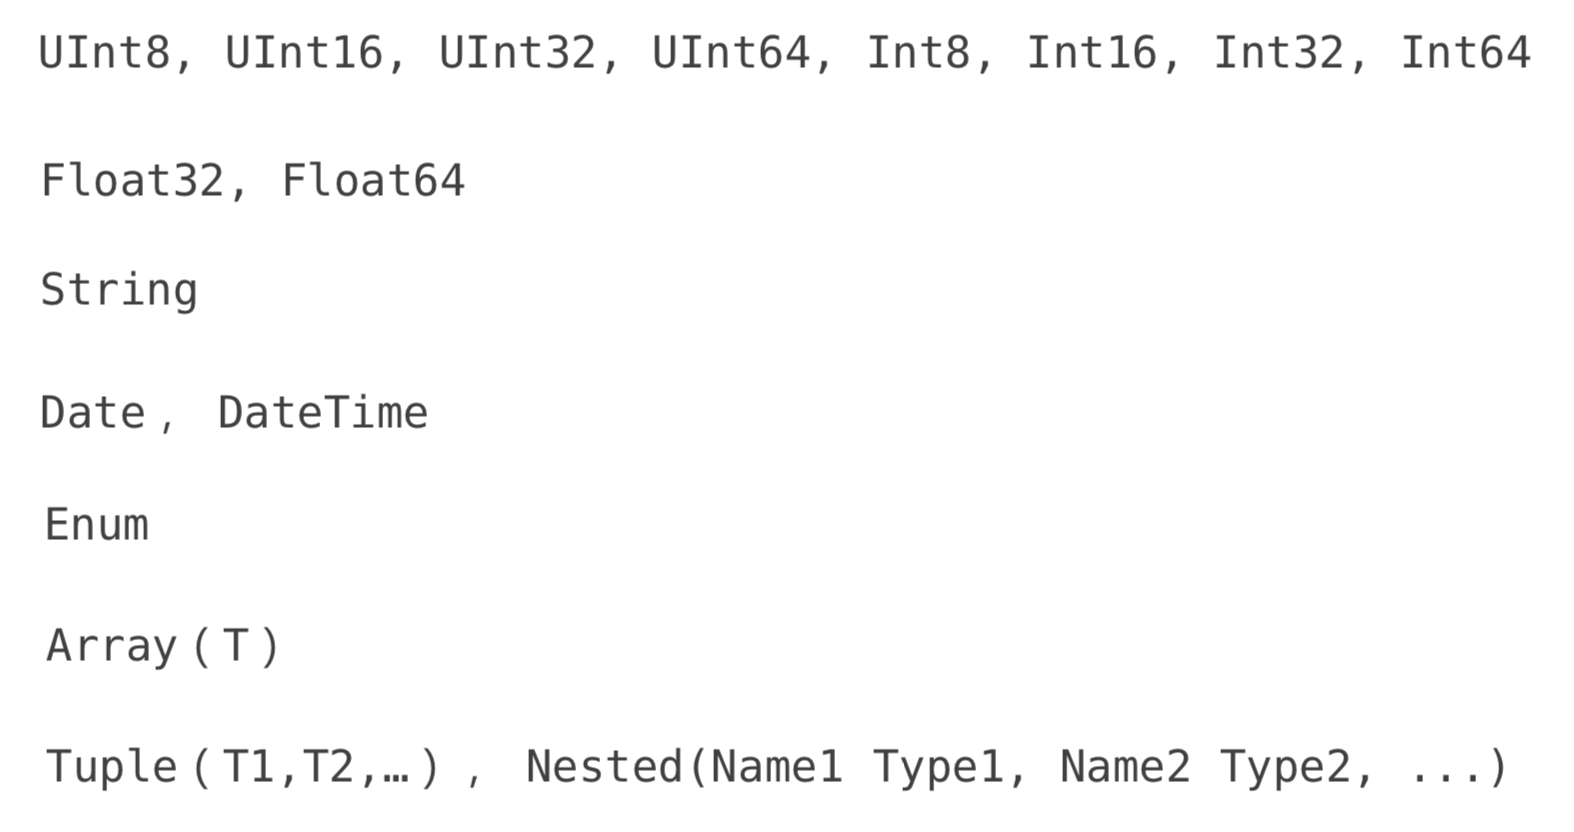 UInt8, UInt16, UInt32, UInt64, Int8, Int16, Int32, Int64
Float32, Float64
String
Date , DateTime
Enum
Array ( T )
Tuple ( T1,T2,… ) , Nested(Name1 Type1, Name2 Type2, ...)